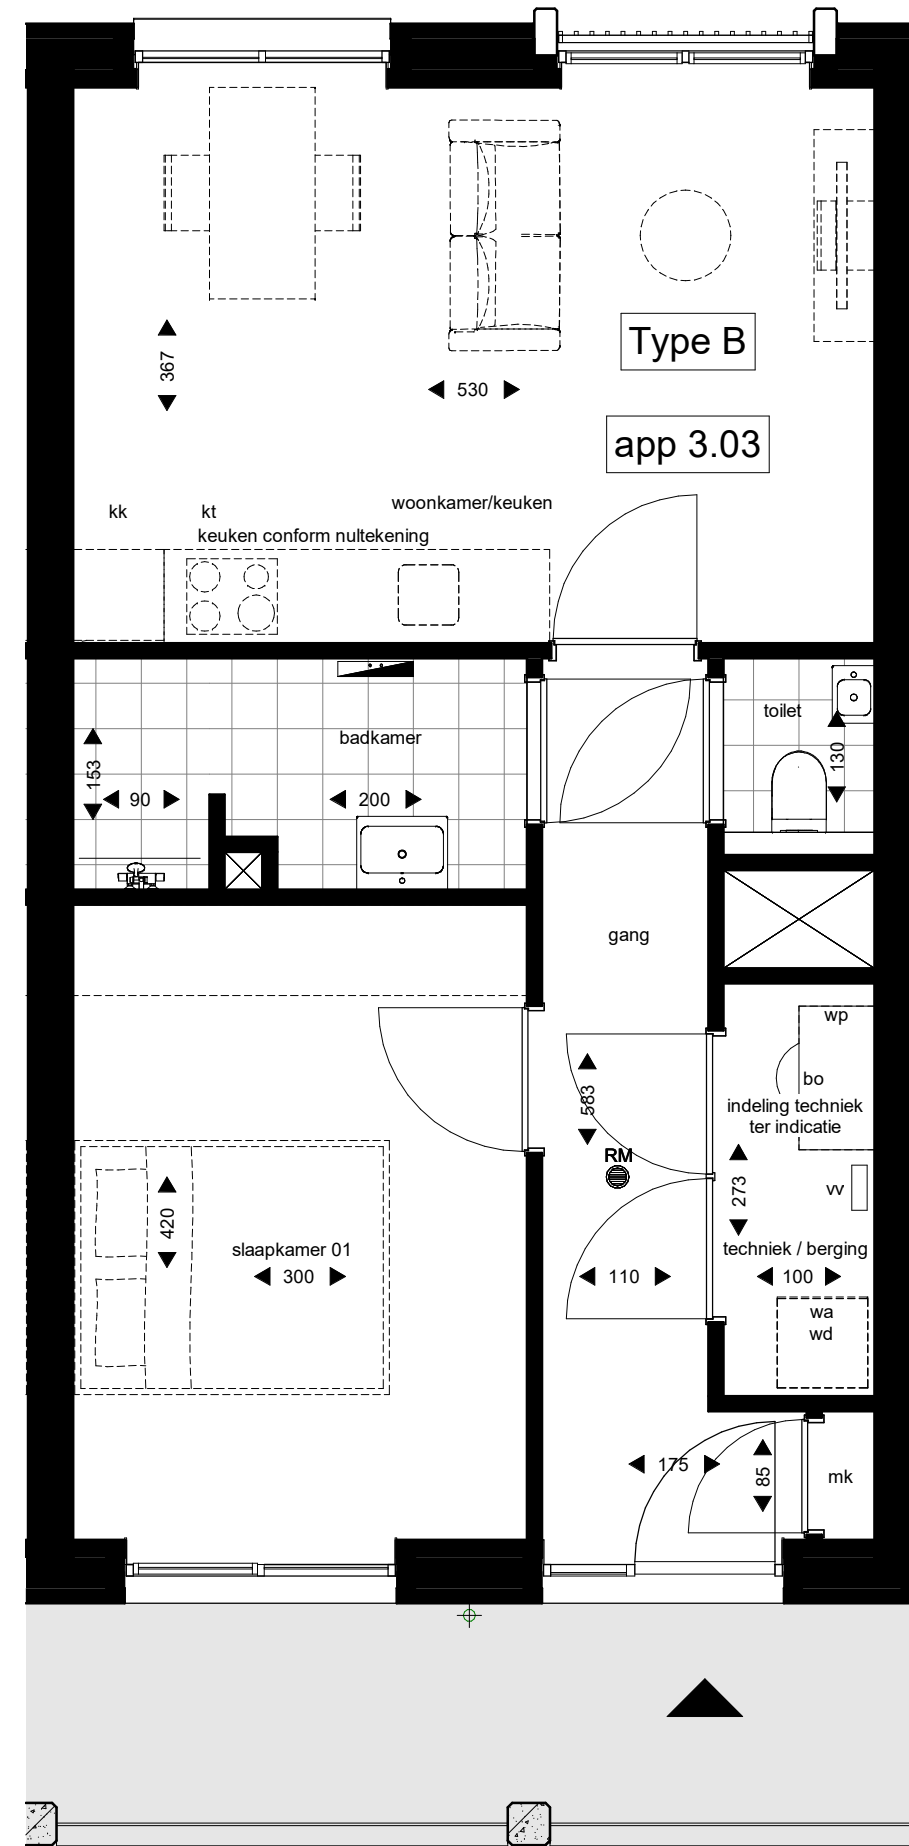 Type B
367
530
app 3.03
woonkamer/keuken
kk
kt
keuken conform nultekening
toilet
badkamer
153
90
200
130
gang
wp
bo
indeling techniek
ter indicatie
583
RM
vv
273
420
slaapkamer 01
300
techniek / berging
110
100
wa
wd
175
85
mk